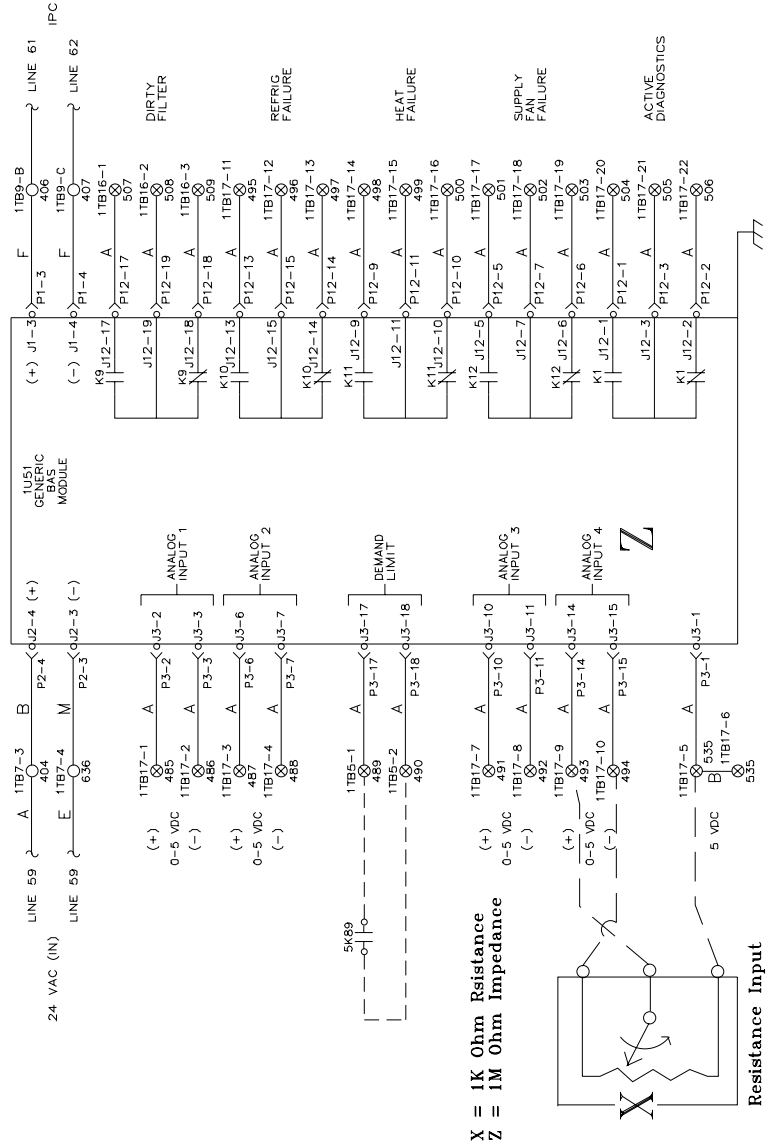 24 VAC (IN)
LINE 59
A
1TB7-3
404
B
P2-4
J2-4 (+)
LINE 59
E
1TB7-4
636
M
P2-3
J2-3 (-)
1U51
GENERIC
BAS
MODULE
(+) J1-3
P1-3
F
1TB9-B
406
LINE 61
IPC
(-) J1-4
P1-4
F
1TB9-C
407
LINE 62
K9
J12-17
P12-17
A
1TB16-1
507
J12-19
P12-19
A
1TB16-2
508
DIRTY
FILTER
K9
J12-18
P12-18
A
1TB16-3
509
K10
J12-13
P12-13
A
1TB17-11
495
J12-15
P12-15
A
1TB17-12
496
REFRIG
FAILURE
K10
J12-14
P12-14
A
1TB17-13
497
K11
J12-9
P12-9
A
1TB17-14
498
J12-11
P12-11
A
1TB17-15
499
HEAT
FAILURE
K11
J12-10
P12-10
A
1TB17-16
500
K12
J12-5
P12-5
A
1TB17-17
501
J12-7
P12-7
A
1TB17-18
502
SUPPLY
FAN
FAILURE
K12
J12-6
P12-6
A
1TB17-19
503
K1
J12-1
P12-1
A
1TB17-20
504
J12-3
P12-3
A
1TB17-21
505
ACTIVE
DIAGNOSTICS
K1
J12-2
P12-2
A
1TB17-22
506
(+)
0-5 VDC
(-)
1TB17-1
485
A
P3-2
J3-2
1TB17-2
486
A
P3-3
J3-3
ANALOG
INPUT 1
(+)
0-5 VDC
(-)
1TB17-3
487
A
P3-6
J3-6
1TB17-4
488
A
P3-7
J3-7
ANALOG
INPUT 2
5K89
1TB5-1
489
A
P3-17
J3-17
1TB5-2
490
A
P3-18
J3-18
DEMAND
LIMIT
(+)
0-5 VDC
(-)
1TB17-7
491
A
P3-10
J3-10
1TB17-8
492
A
P3-11
J3-11
ANALOG
INPUT 3
(+)
0-5 VDC
(-)
1TB17-9
493
A
P3-14
J3-14
1TB17-10
494
A
P3-15
J3-15
ANALOG
INPUT 4
Z
5 VDC
1TB17-5
535
A
P3-1
J3-1
B
1TB17-6
535
X = 1K Ohm Rsistance
Z = 1M Ohm Impedance
X
Resistance Input